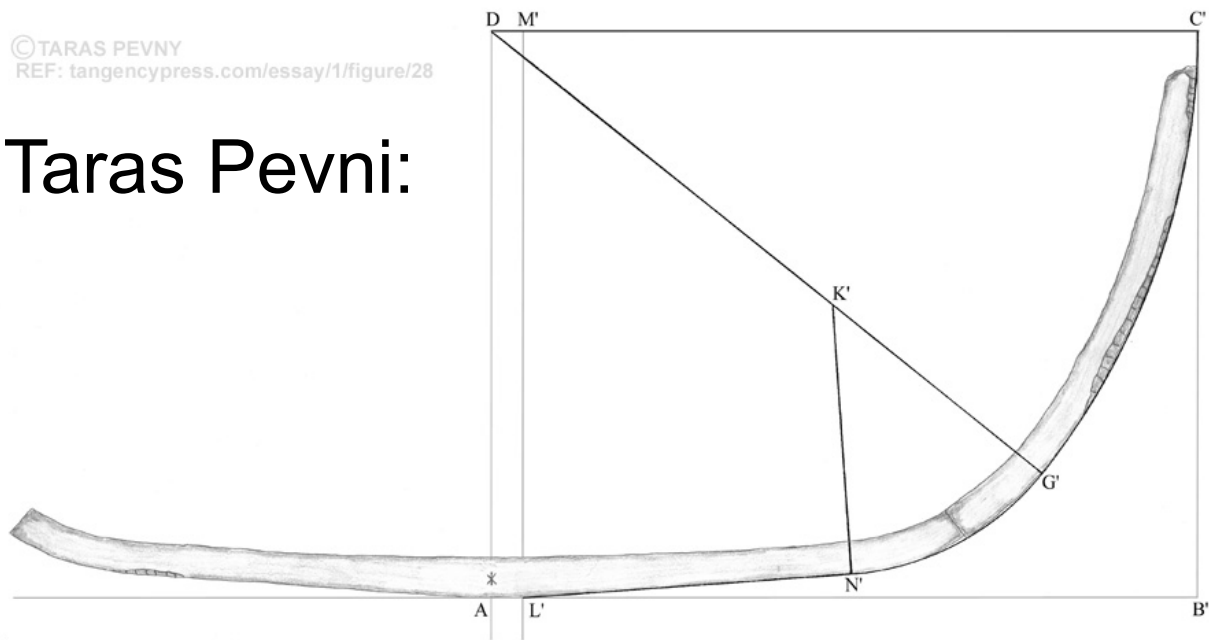 D M' C'
©TARAS PEVNY
REF: tangencypress.com/essay/1/figure/28
Taras Pevni:
K'
G'
N'
A L' B'